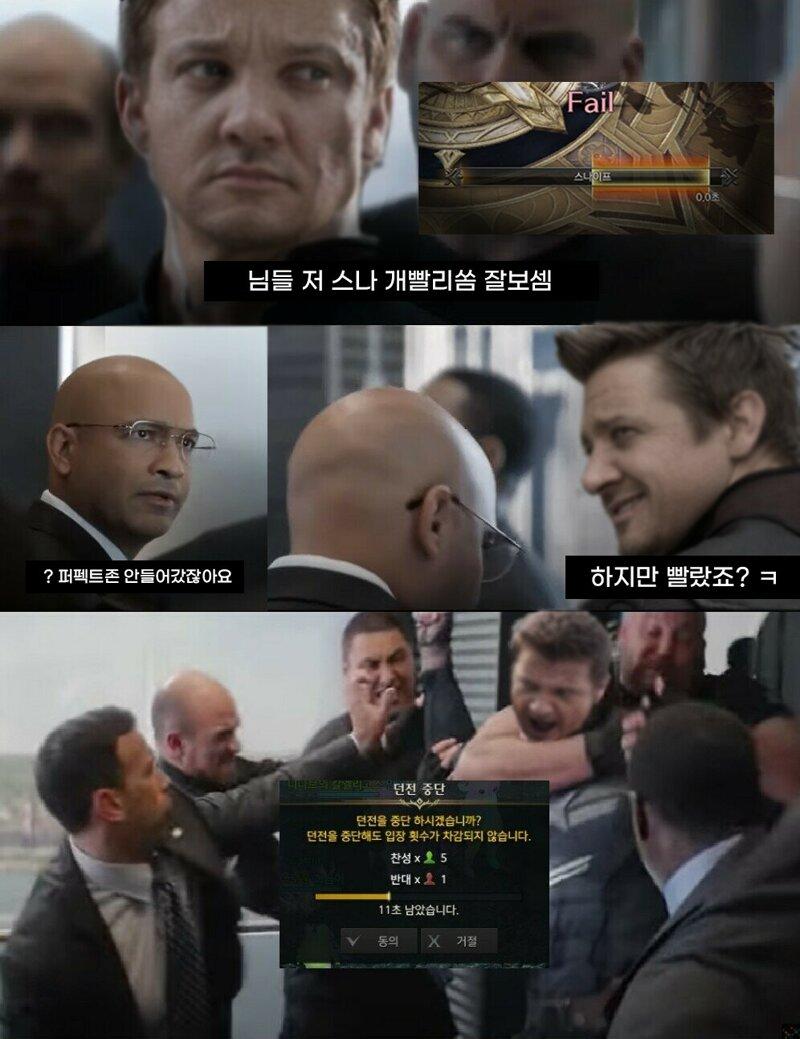 Fail
스나이프
0.0초
님들 저 스나 개빨리쏨 잘보셈
? 퍼펙트존 안들어갔잖아요
하지만 빨랐죠? ㅋ
던전 중단
던전을 중단 하시겠습니까?
던전을 중단해도 입장 횟수가 차감되지 않습니다.
찬성 x 5
반대 x 1
11초 남았습니다.
동의
X 거절